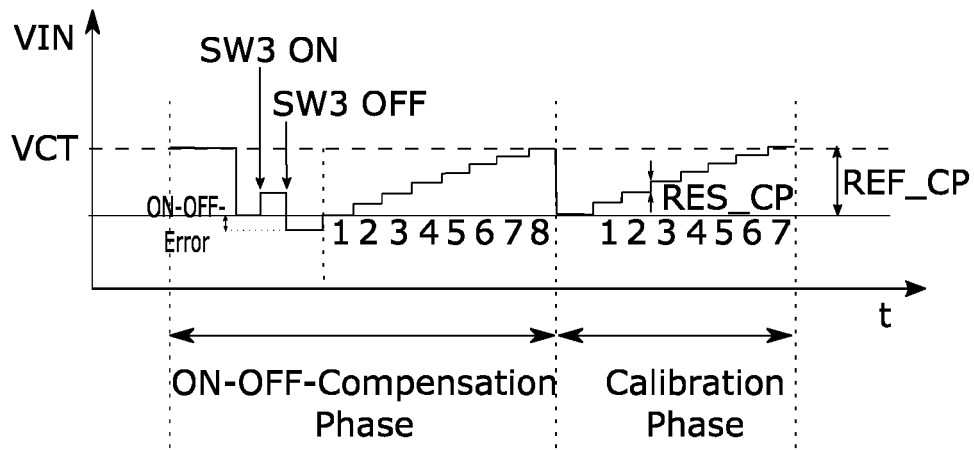 VIN
SW3 ON
SW3 OFF
VCT
ON-OFF-
Error
RES_CP
REF_CP
1 2 3 4 5 6 7 8
1 2 3 4 5 6 7
t
ON-OFF-Compensation
Phase
Calibration
Phase